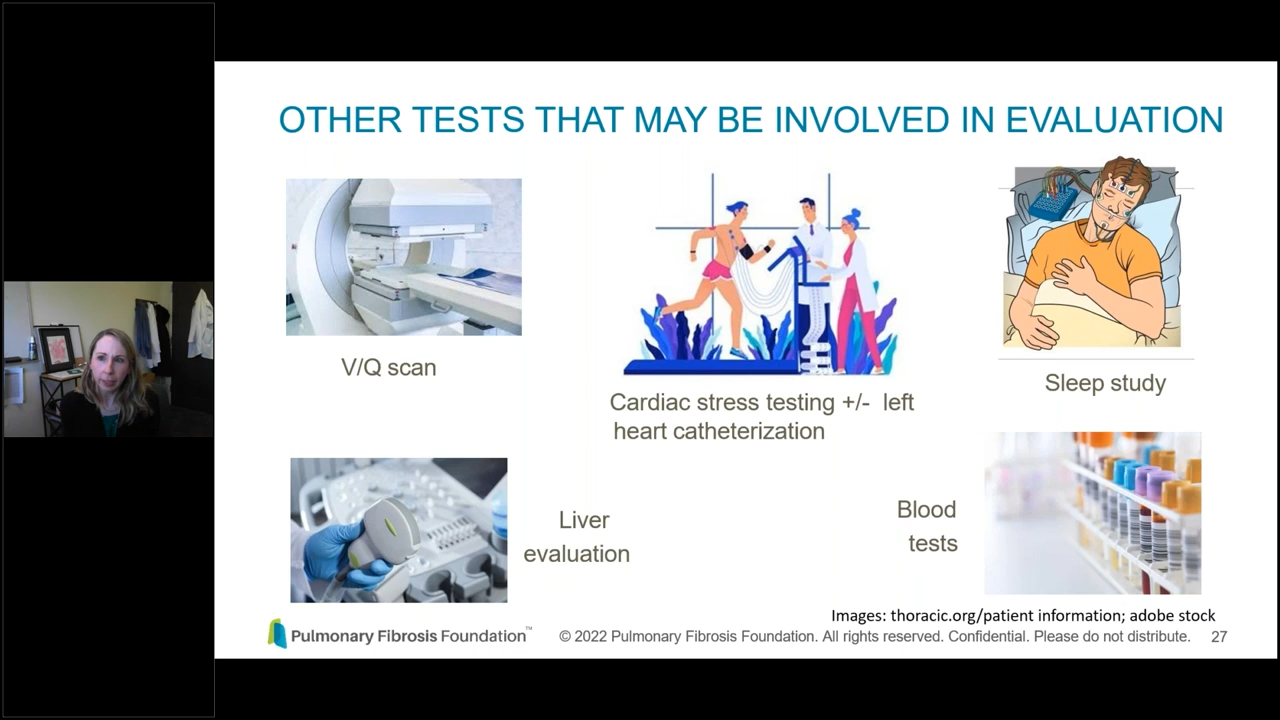 OTHER TESTS THAT MAY BE INVOLVED IN EVALUATION
V/Q scan
Cardiac stress testing +/- left
heart catheterization
Sleep study
Liver
evaluation
Blood
tests
Images: thoracic.org/patient information; adobe stock
Pulmonary Fibrosis Foundation™
© 2022 Pulmonary Fibrosis Foundation. All rights reserved. Confidential. Please do not distribute. 27